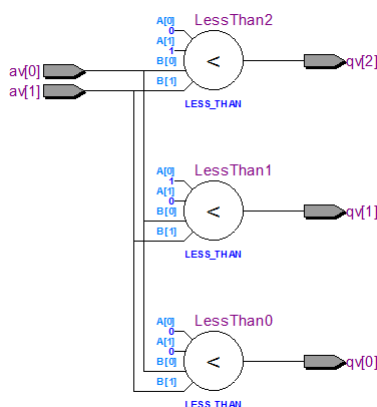 LessThan2
A[0]
0
A[1]
1
B[0]
B[1]
<
LESS_THAN
av[0]
av[1]
qv[2]
LessThan1
A[0]
1
A[1]
0
B[0]
B[1]
<
LESS_THAN
qv[1]
LessThan0
A[0]
0
A[1]
0
B[0]
B[1]
<
LESS_THAN
qv[0]